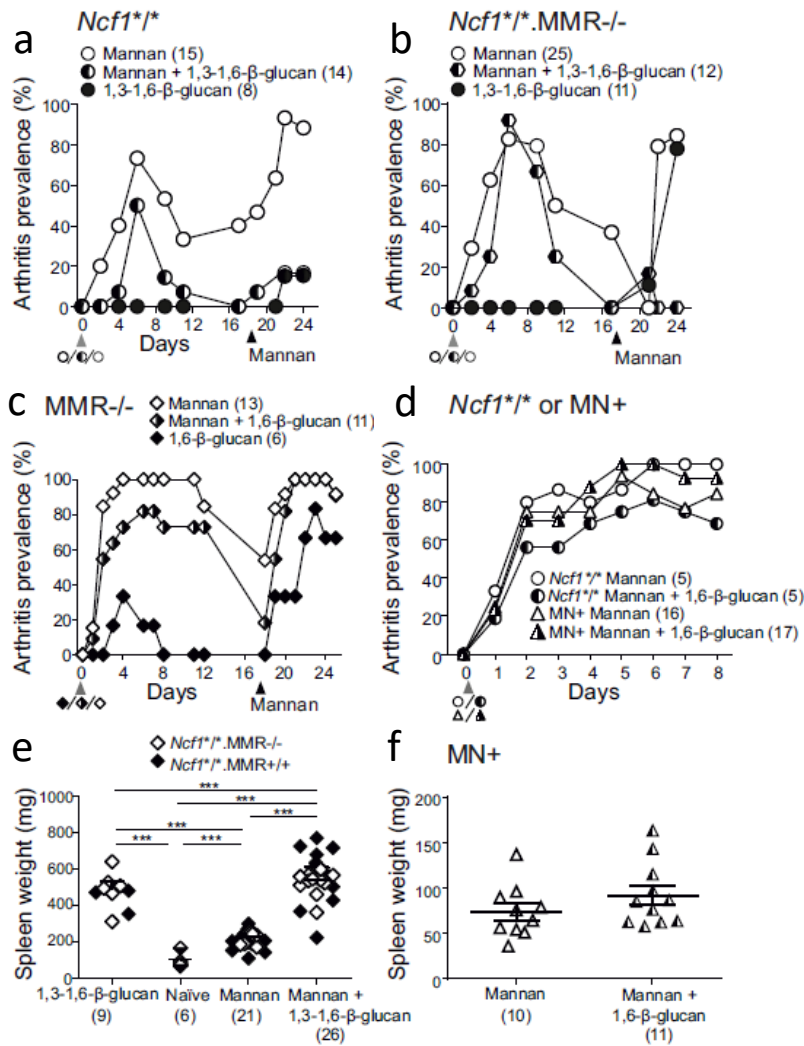 a
Ncf1*/*
Mannan (15)
Mannan + 1,3-1,6-β-glucan (14)
1,3-1,6-β-glucan (8)
Arthritis prevalence (%)
100
80
60
40
20
0
0 4 8 12 16 20 24
Days
Mannan
b
Ncf1*/*.MMR-/-
Mannan (25)
Mannan + 1,3-1,6-β-glucan (12)
1,3-1,6-β-glucan (11)
Arthritis prevalence (%)
100
80
60
40
20
0
0 4 8 12 16 20 24
Mannan
c
MMR-/-
Mannan (13)
Mannan + 1,6-β-glucan (11)
1,6-β-glucan (6)
Arthritis prevalence (%)
100
80
60
40
20
0
0 4 8 12 16 20 24
Days
Mannan
d
Ncf1*/* or MN+
Arthritis prevalence (%)
100
80
60
40
20
0
Ncf1*/* Mannan (5)
Ncf1*/* Mannan + 1,6-β-glucan (5)
MN+ Mannan (16)
MN+ Mannan + 1,6-β-glucan (17)
0 1 2 3 4 5 6 7 8
Days
e
Ncf1*/*.MMR-/-
Ncf1*/*.MMR+/+
Spleen weight (mg)
1000
800
600
400
200
0
***
***
*** ***
*** ***
1,3-1,6-β-glucan
(9)
Naïve
(6)
Mannan
(21)
Mannan +
1,3-1,6-β-glucan
(26)
f
MN+
Spleen weight (mg)
200
150
100
50
0
Mannan
(10)
Mannan +
1,6-β-glucan
(11)